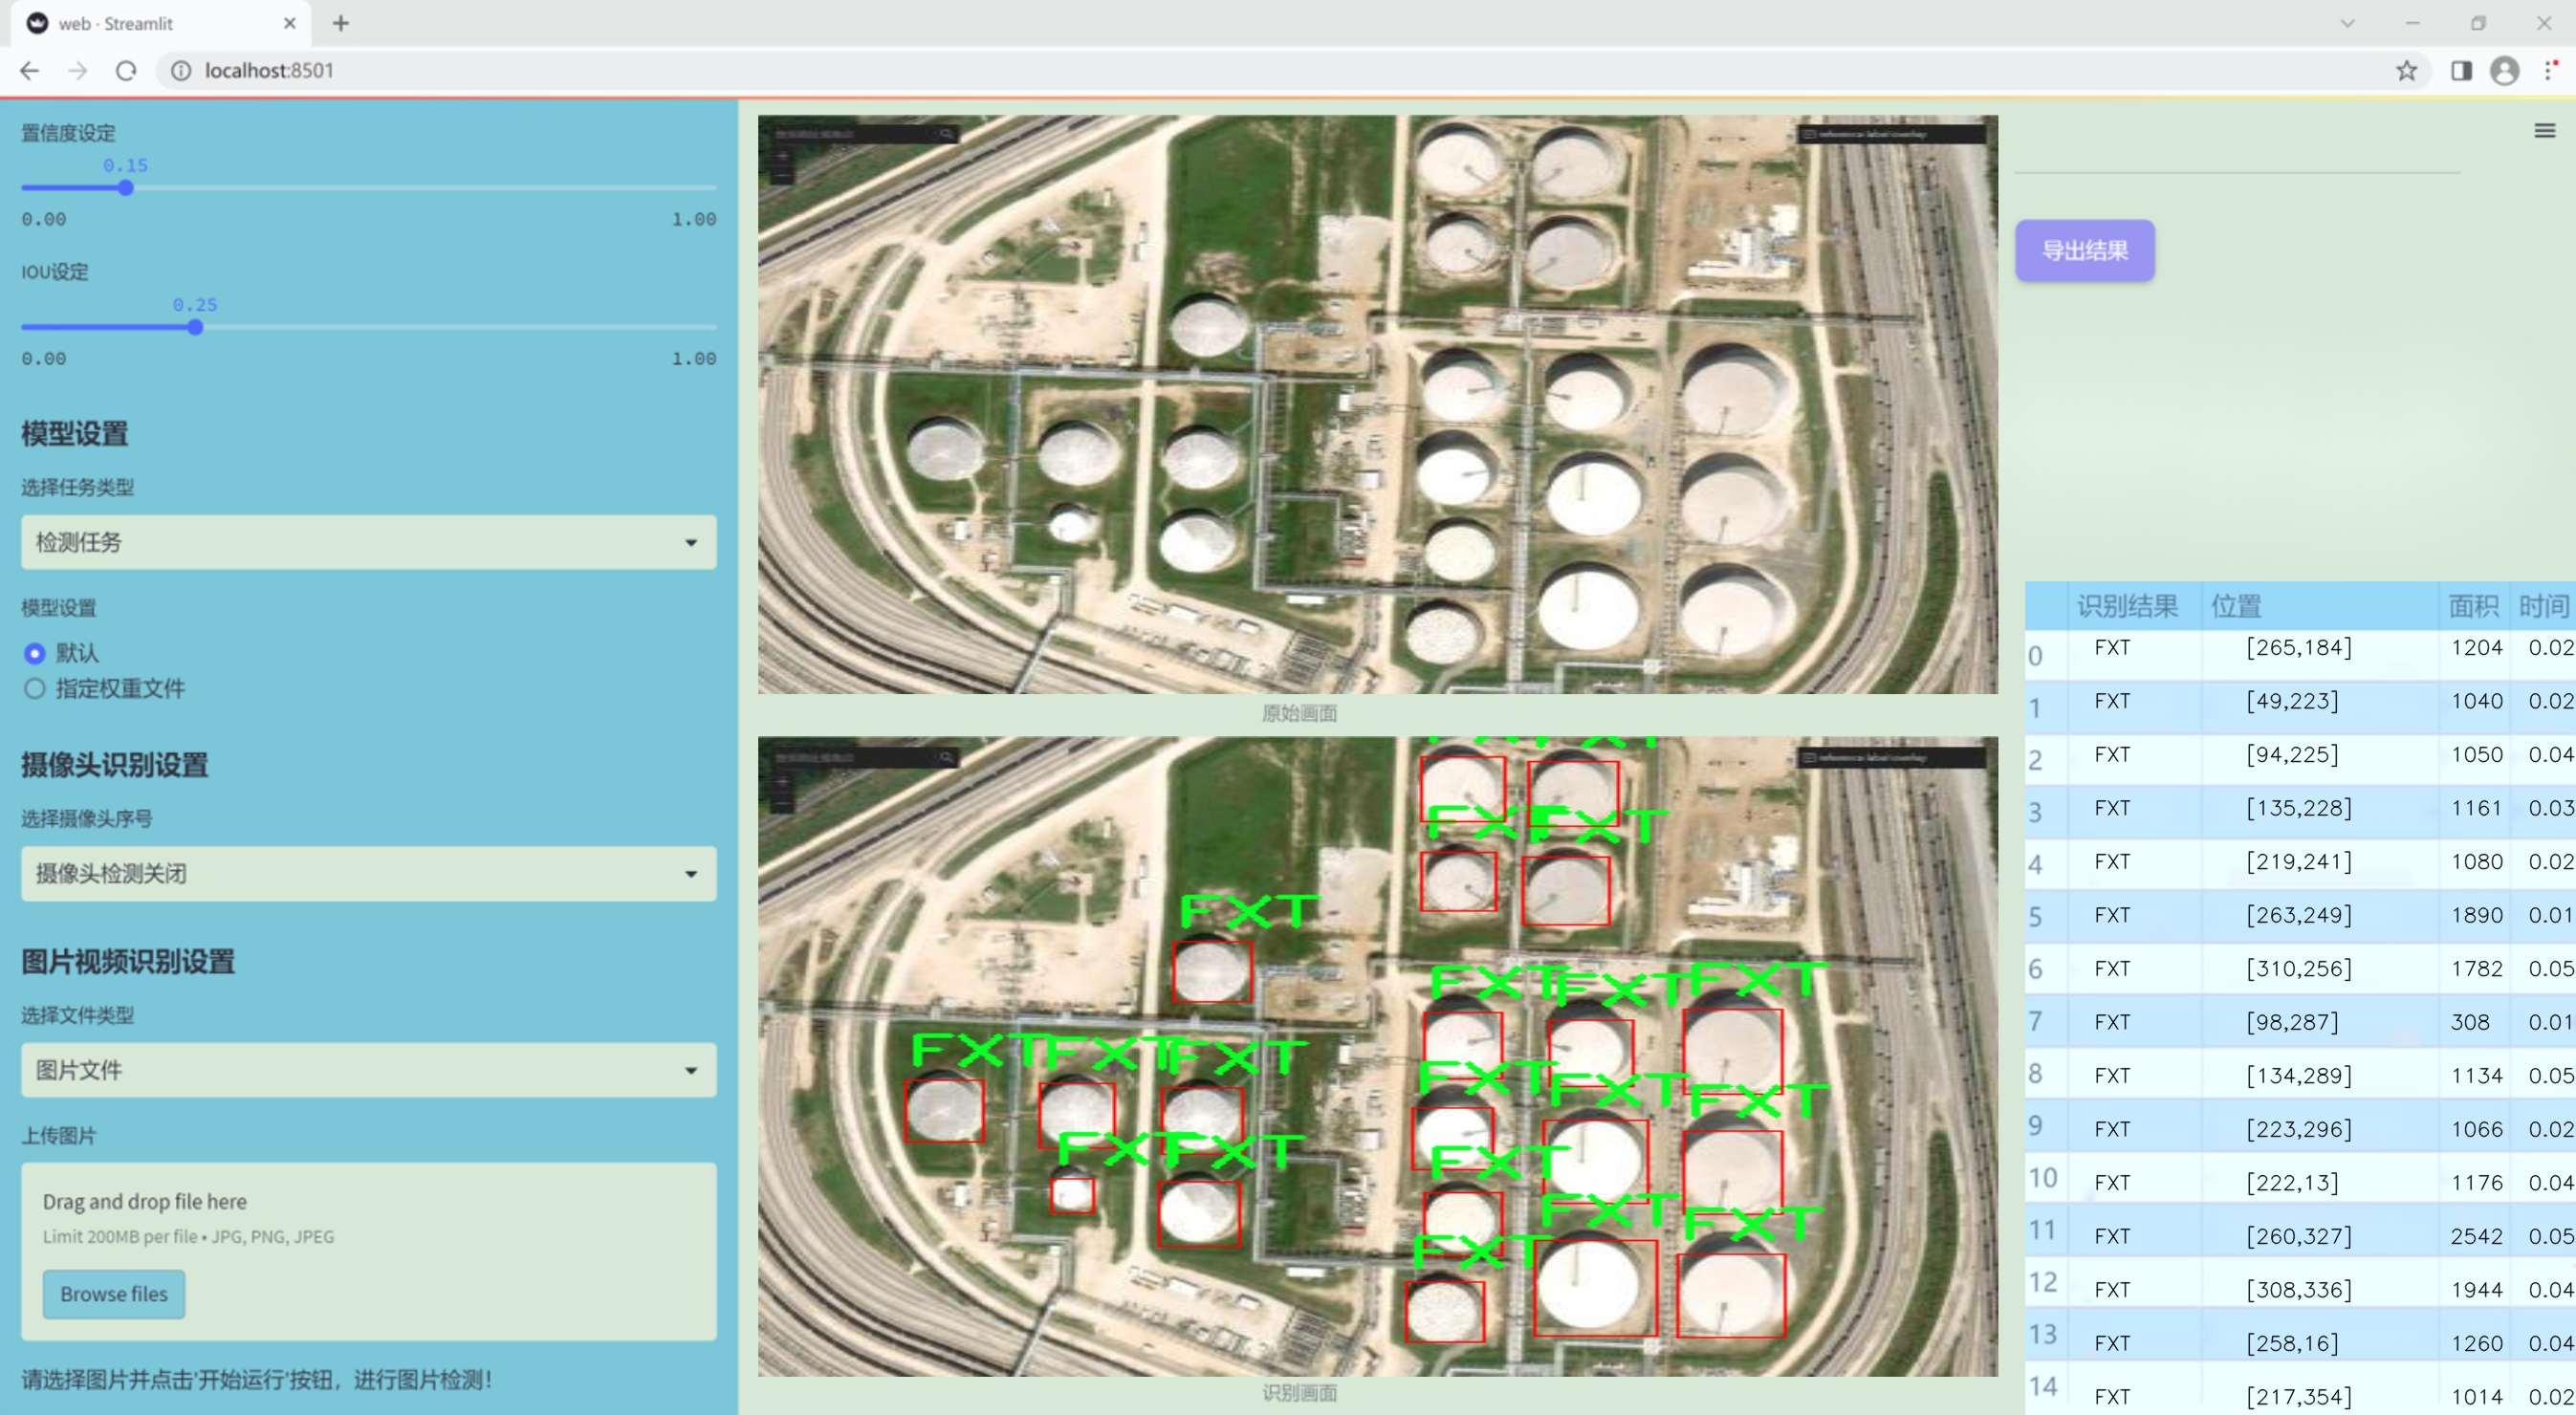 web · Streamlit
localhost:8501
置信度设定
0.15
0.00 1.00
IOU设定
0.25
0.00 1.00
模型设置
选择任务类型
检测任务
模型设置
默认
指定权重文件
摄像头识别设置
选择摄像头序号
摄像头检测关闭
图片视频识别设置
选择文件类型
图片文件
上传图片
Drag and drop file here
Limit 200MB per file • JPG, PNG, JPEG
Browse files
请选择图片并点击'开始运行'按钮，进行图片检测!
原始画面
FXT FXT
FXT
FXT FXT FXT
FXT FXT FXT
FXT FXT FXT
FXT FXT
FXT
FXT FXT
FXT
识别画面
导出结果
识别结果 位置 面积 时间
0 FXT [265,184] 1204 0.02
1 FXT [49,223] 1040 0.02
2 FXT [94,225] 1050 0.04
3 FXT [135,228] 1161 0.03
4 FXT [219,241] 1080 0.02
5 FXT [263,249] 1890 0.01
6 FXT [310,256] 1782 0.05
7 FXT [98,287] 308 0.01
8 FXT [134,289] 1134 0.05
9 FXT [223,296] 1066 0.02
10 FXT [222,13] 1176 0.04
11 FXT [260,327] 2542 0.05
12 FXT [308,336] 1944 0.04
13 FXT [258,16] 1260 0.04
14 FXT [217,354] 1014 0.02